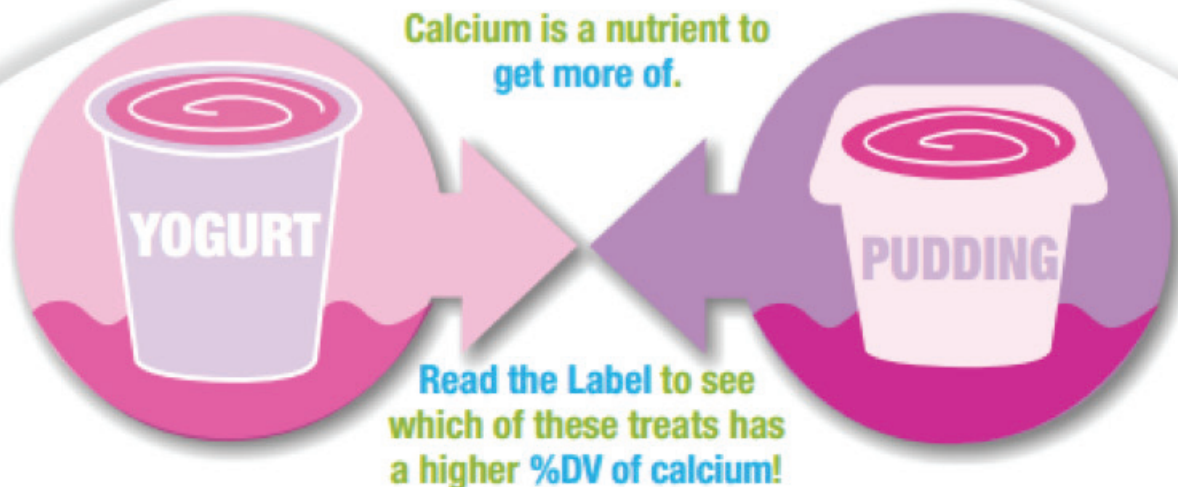 Calcium is a nutrient to
get more of.
YOGURT
PUDDING
Read the Label to see
which of these treats has
a higher %DV of calcium!